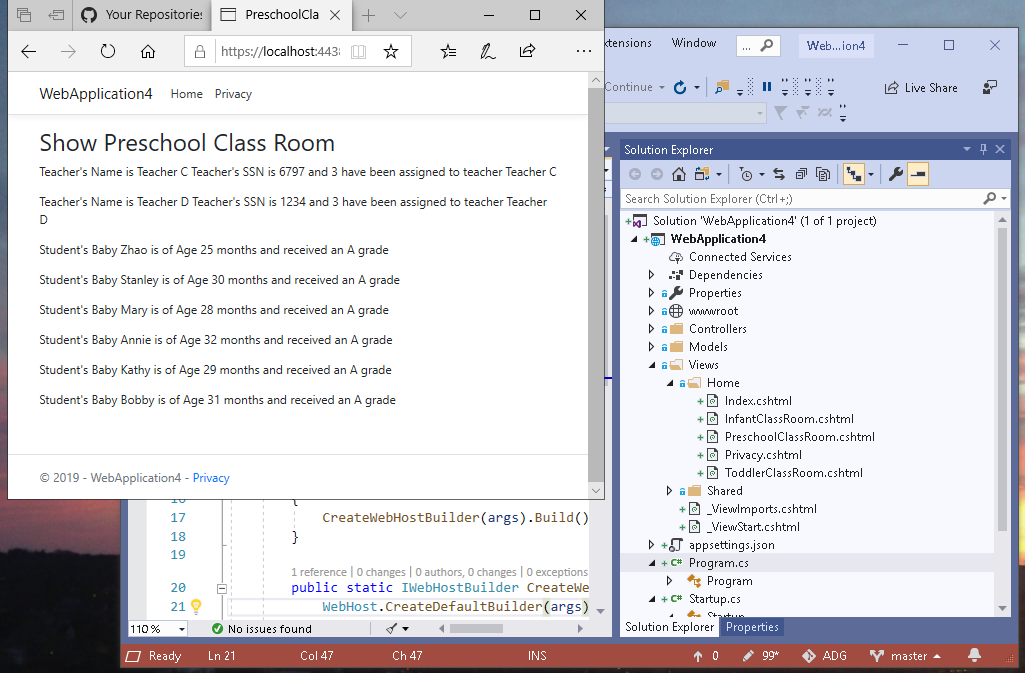 Your Repositories
PreschoolCla
https://localhost:443
WebApplication4
Home
Privacy
Show Preschool Class Room
Teacher's Name is Teacher C Teacher's SSN is 6797 and 3 have been assigned to teacher Teacher C
Teacher's Name is Teacher D Teacher's SSN is 1234 and 3 have been assigned to teacher Teacher
D
Student's Baby Zhao is of Age 25 months and received an A grade
Student's Baby Stanley is of Age 30 months and received an A grade
Student's Baby Mary is of Age 28 months and received an A grade
Student's Baby Annie is of Age 32 months and received an A grade
Student's Baby Kathy is of Age 29 months and received an A grade
Student's Baby Bobby is of Age 31 months and received an A grade
© 2019 - WebApplication4 - Privacy
xtensions
Window
...
Web...ion4
Continue
Live Share
Solution Explorer
Search Solution Explorer (Ctrl+;)
Solution 'WebApplication4' (1 of 1 project)
WebApplication4
Connected Services
Dependencies
Properties
wwwroot
Controllers
Models
Views
Home
Index.cshtml
InfantClassRoom.cshtml
PreschoolClassRoom.cshtml
Privacy.cshtml
ToddlerClassRoom.cshtml
Shared
_ViewImports.cshtml
_ViewStart.cshtml
appsettings.json
C# Program.cs
Program
C# Startup.cs
Startup
Solution Explorer
Properties
16 {
17 CreateWebHostBuilder(args).Build()
18 }
19
1 reference | 0 changes | 0 authors, 0 changes | 0 exceptions
20 public static IWebHostBuilder CreateWe
21 WebHost.CreateDefaultBuilder(args)
110 %
No issues found
Ready
Ln 21
Col 47
Ch 47
INS
0
99*
ADG
master